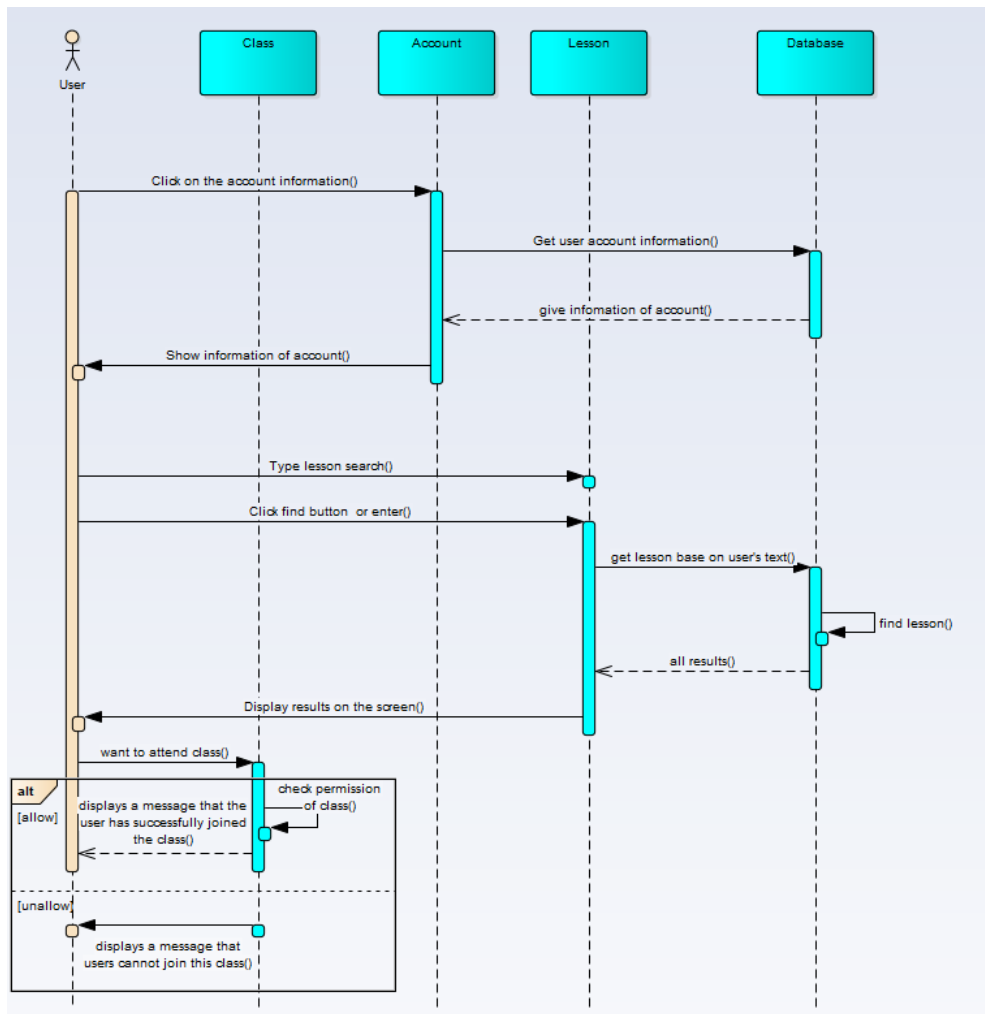 User
Class
Account
Lesson
Database
Click on the account information()
Get user account information()
give infomation of account()
Show information of account()
Type lesson search()
Click find button  or enter()
get lesson base on user's text()
find lesson()
all results()
Display results on the screen()
want to attend class()
alt
[allow]
check permission
of class()
displays a message that the
user has successfully joined
the class()
[unallow]
displays a message that
users cannot join this class()